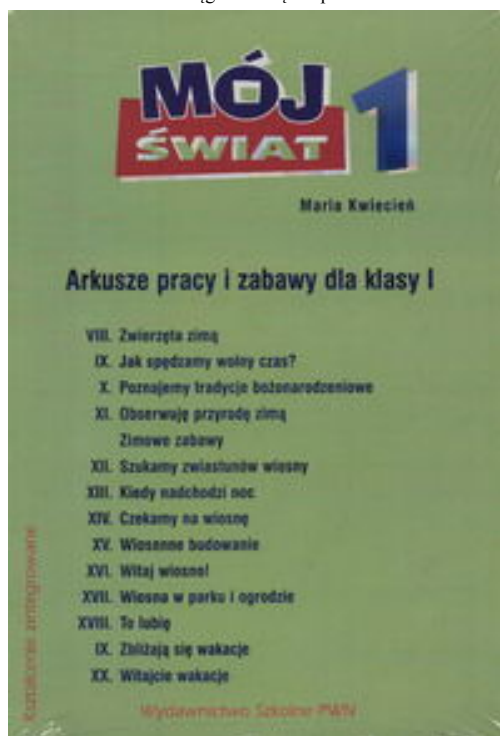 MÓJ
ŚWIAT 1
Maria Kwiecień
Arkusze pracy i zabawy dla klasy I
VIII. Zwierzęta zimą
IX. Jak spędzamy wolny czas?
X. Poznajemy tradycje bożonarodzeniowe
XI. Obserwuję przyrodę zimą
Zimowe zabawy
XII. Szukamy zwiastunów wiosny
XIII. Kiedy nadchodzi noc
XIV. Czekamy na wiosnę
XV. Wiosenne budowanie
XVI. Witaj wiosno!
XVII. Wiosna w parku i ogrodzie
XVIII. To lubię
IX. Zbliżają się wakacje
XX. Witajcie wakacje
Kształcenie zintegrowane
Wydawnictwo Szkolne PWN